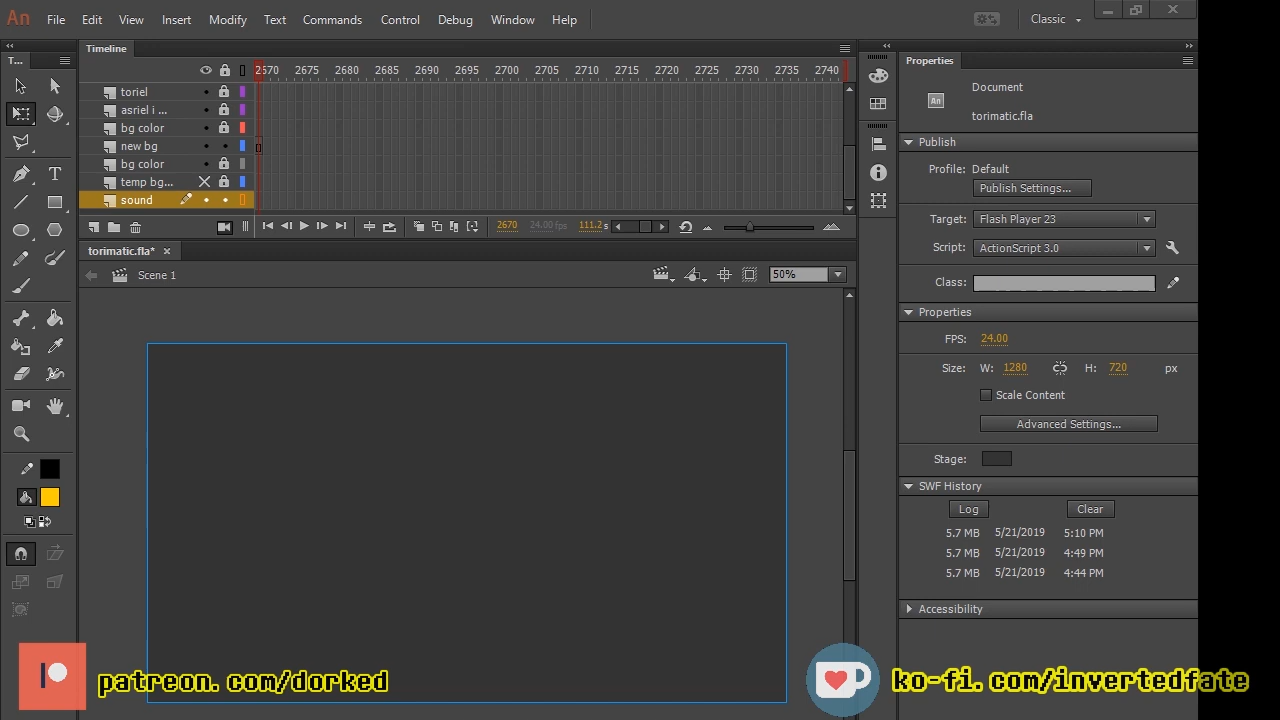 An File Edit View Insert Modify Text Commands Control Debug Window Help Classic
T... Timeline Properties
2670 2675 2680 2685 2690 2695 2700 2705 2710 2715 2720 2725 2730 2735 2740
toriel
asriel i ...
bg color
new bg
bg color
temp bg...
sound
2670 24.00 fps 111.2 s
torimatic.fla*
Scene 1 50%
An Document
torimatic.fla
Publish
Profile: Default
Publish Settings...
Target: Flash Player 23
Script: ActionScript 3.0
Class:
Properties
FPS: 24.00
Size: W: 1280 H: 720 px
Scale Content
Advanced Settings...
Stage:
SWF History
Log Clear
5.7 MB 5/21/2019 5:10 PM
5.7 MB 5/21/2019 4:49 PM
5.7 MB 5/21/2019 4:44 PM
Accessibility
patreon.com/dorked
ko-fi.com/invertedfate